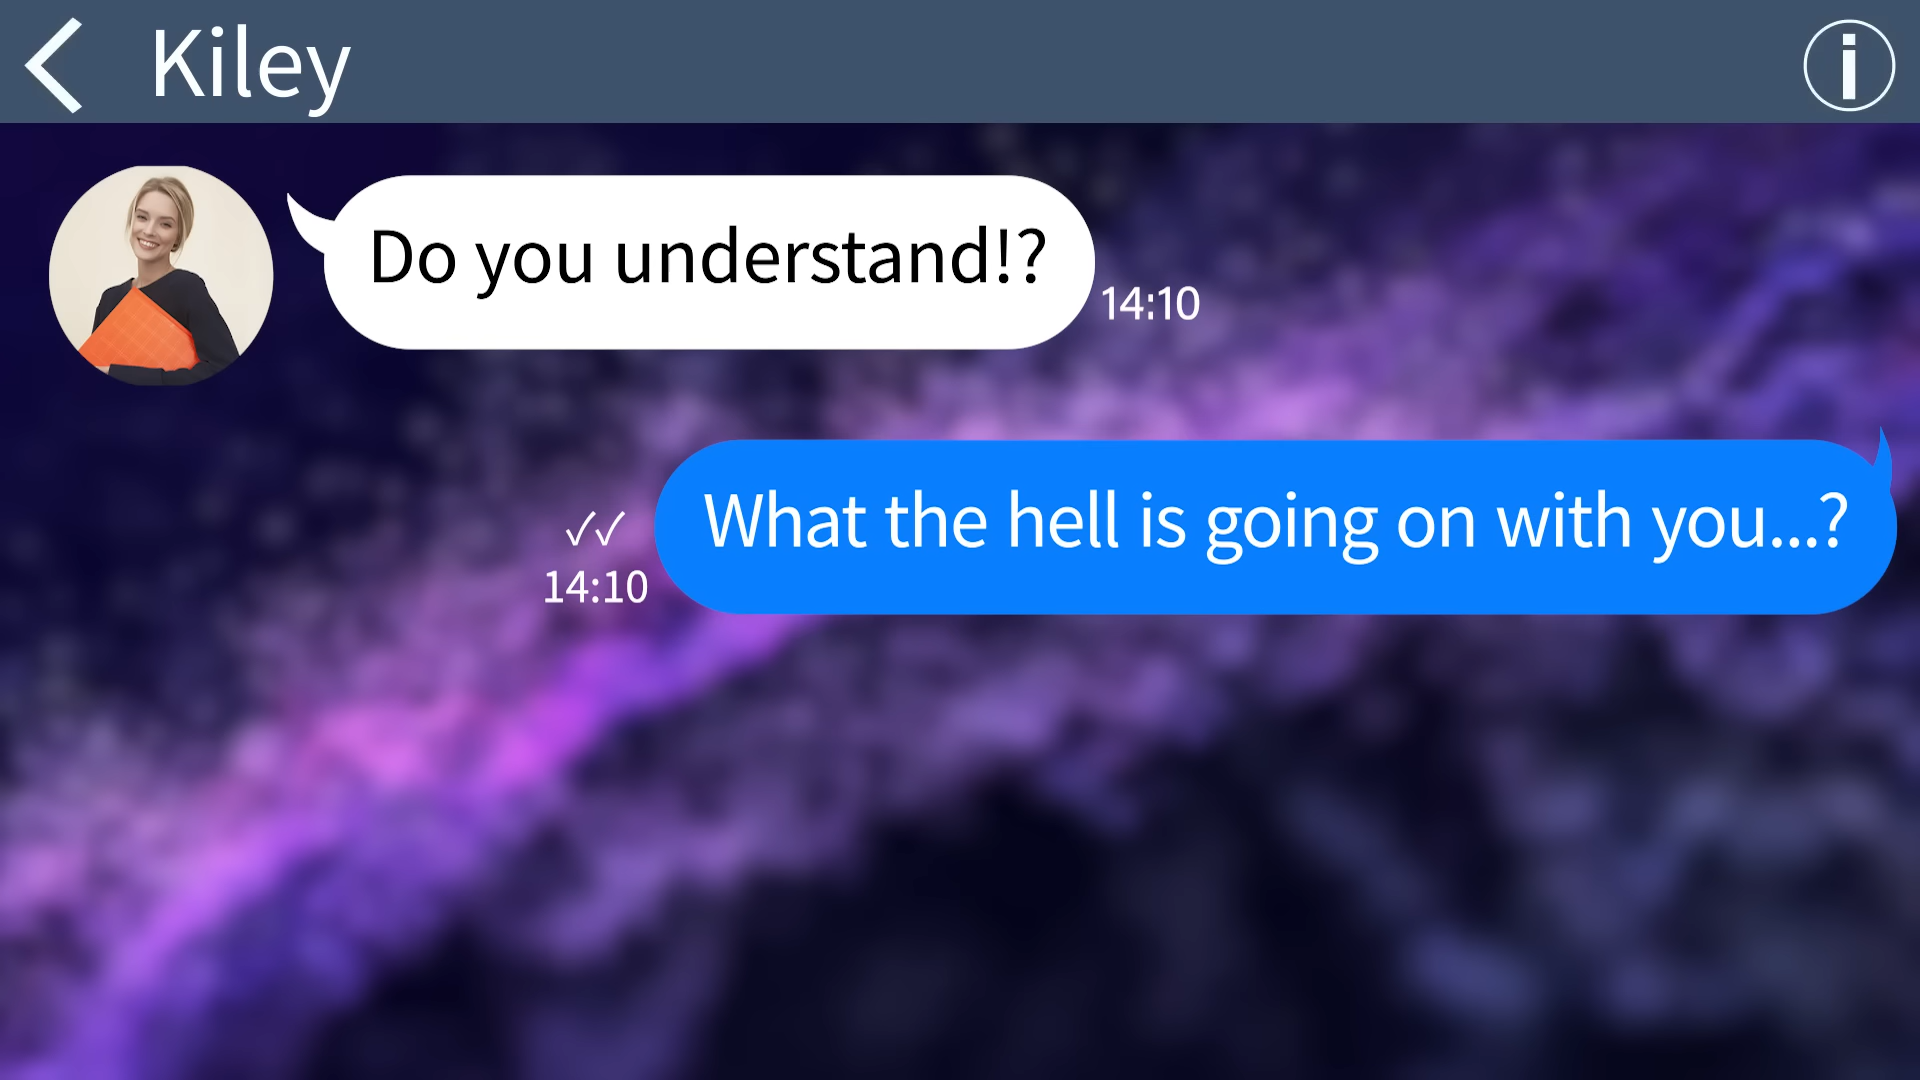 Kiley
Do you understand!?
14:10
What the hell is going on with you...?
✓✓
14:10